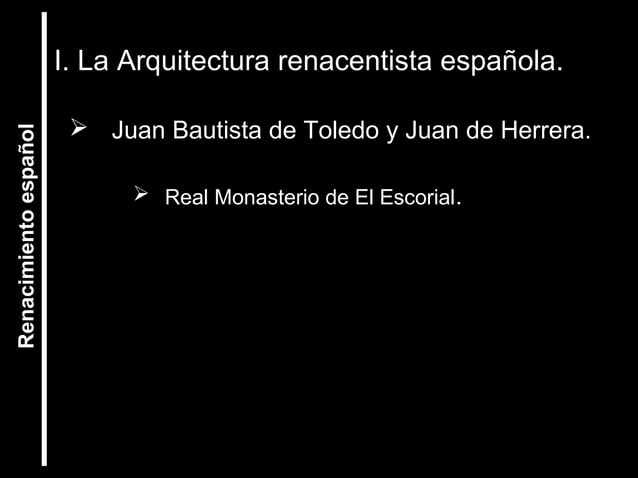 I. La Arquitectura renacentista española.
Juan Bautista de Toledo y Juan de Herrera.
Real Monasterio de El Escorial.
Renacimiento español